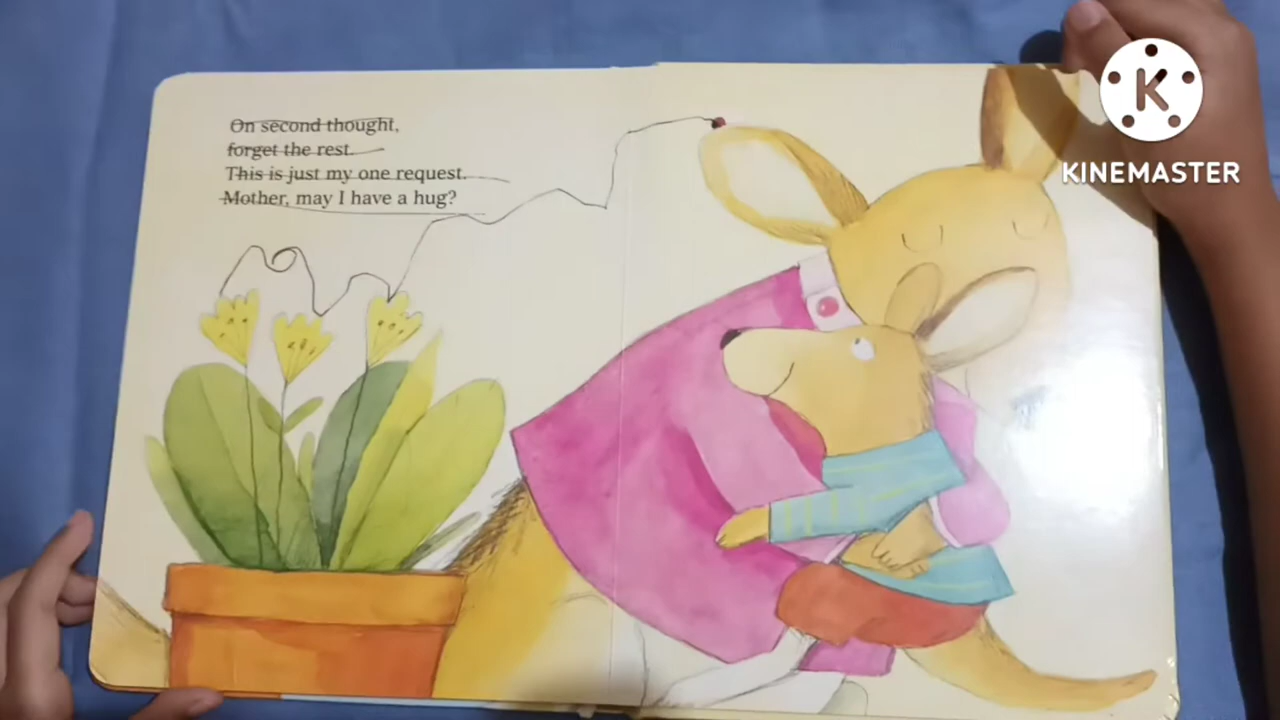 On second thought,
forget the rest.
This is just my one request.
Mother, may I have a hug?
K
KINEMASTER